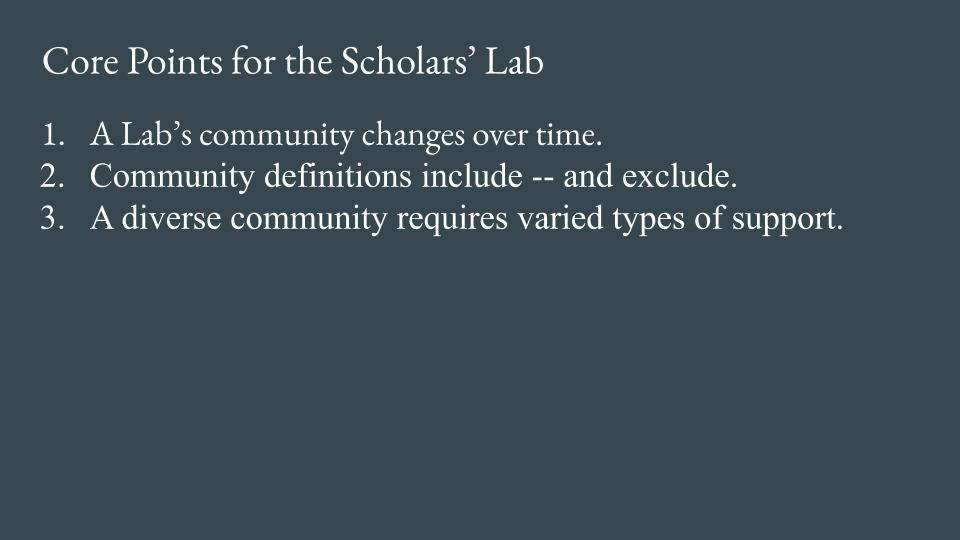 Core Points for the Scholars’ Lab
1. A Lab’s community changes over time.
2. Community definitions include -- and exclude.
3. A diverse community requires varied types of support.